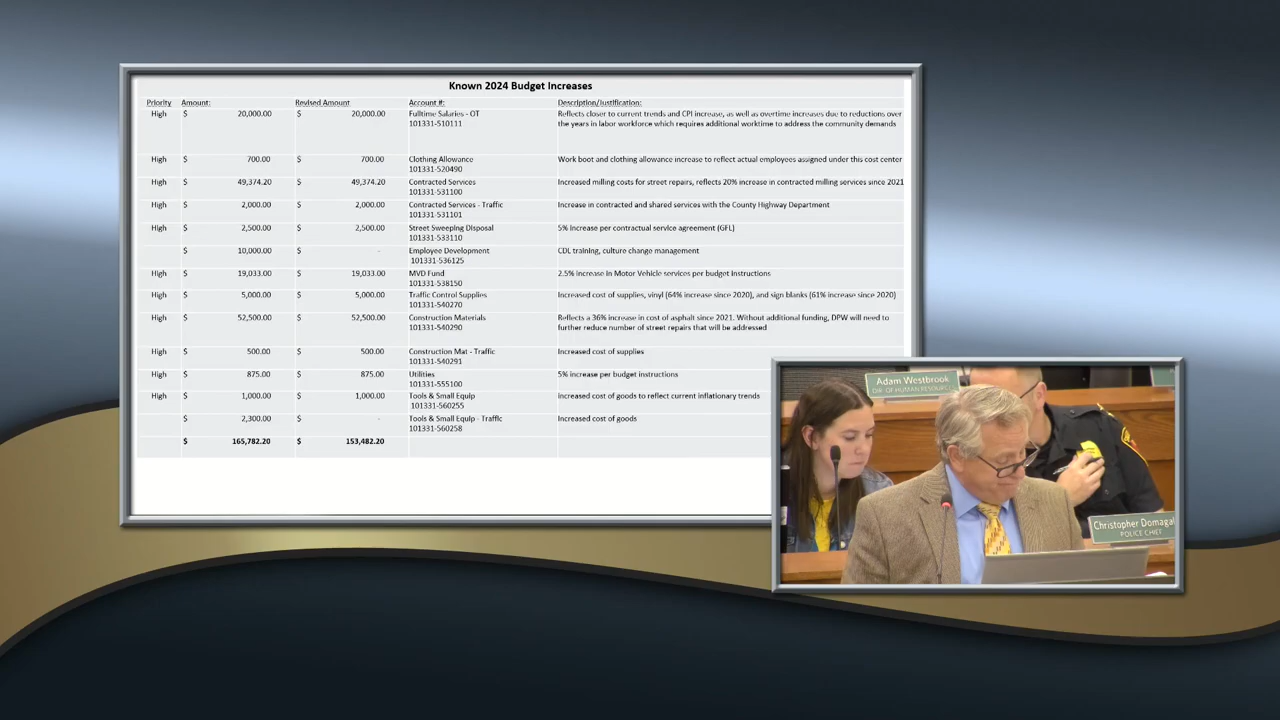 Known 2024 Budget Increases
Priority Amount: Revised Amount Account #: Description/Justification:
High $ 20,000.00 $ 20,000.00 Fulltime Salaries - OT Reflects closer to current trends and CPI increase, as well as overtime increases due to reductions over
101331-510111 the years in labor workforce which requires additional worktime to address the community demands
High $ 700.00 $ 700.00 Clothing Allowance Work boot and clothing allowance increase to reflect actual employees assigned under this cost center
101331-520490
High $ 49,374.20 $ 49,374.20 Contracted Services Increased milling costs for street repairs, reflects 20% increase in contracted milling services since 2021
101331-531100
High $ 2,000.00 $ 2,000.00 Contracted Services - Traffic Increase in contracted and shared services with the County Highway Department
101331-531101
High $ 2,500.00 $ 2,500.00 Street Sweeping Disposal 5% increase per contractual service agreement (GFL)
101331-533110
$ 10,000.00 $ - Employee Development CDL training, culture change management
101331-536125
High $ 19,033.00 $ 19,033.00 MVD Fund 2.5% increase in Motor Vehicle services per budget instructions
101331-538150
High $ 5,000.00 $ 5,000.00 Traffic Control Supplies Increased cost of supplies, vinyl (64% increase since 2020), and sign blanks (61% increase since 2020)
101331-540270
High $ 52,500.00 $ 52,500.00 Construction Materials Reflects a 36% increase in cost of asphalt since 2021. Without additional funding, DPW will need to
101331-540290 further reduce number of street repairs that will be addressed
High $ 500.00 $ 500.00 Construction Mat - Traffic Increased cost of supplies
101331-540291
High $ 875.00 $ 875.00 Utilities 5% increase per budget instructions
101331-555100
High $ 1,000.00 $ 1,000.00 Tools & Small Equip Increased cost of goods to reflect current inflationary trends
101331-560255
$ 2,300.00 $ - Tools & Small Equip - Traffic Increased cost of goods
101331-560258
$ 165,782.20 $ 153,482.20
Adam Westbrook
DIR. OF HUMAN RESOURC
Christopher Domagal
POLICE CHIEF